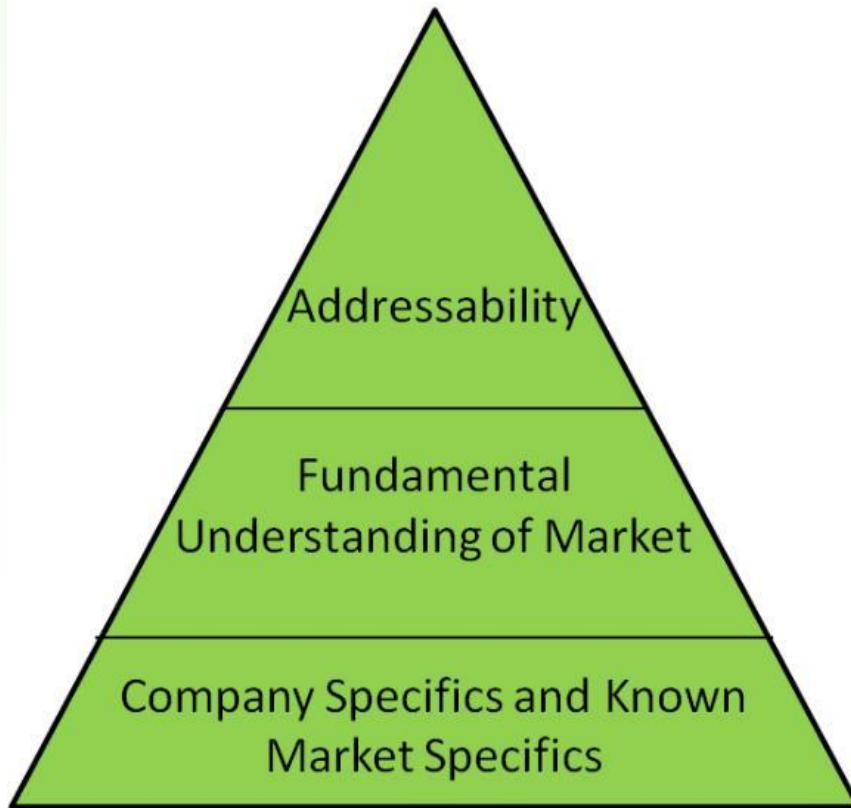 Addressability
Fundamental
Understanding of Market
Company Specifics and Known
Market Specifics